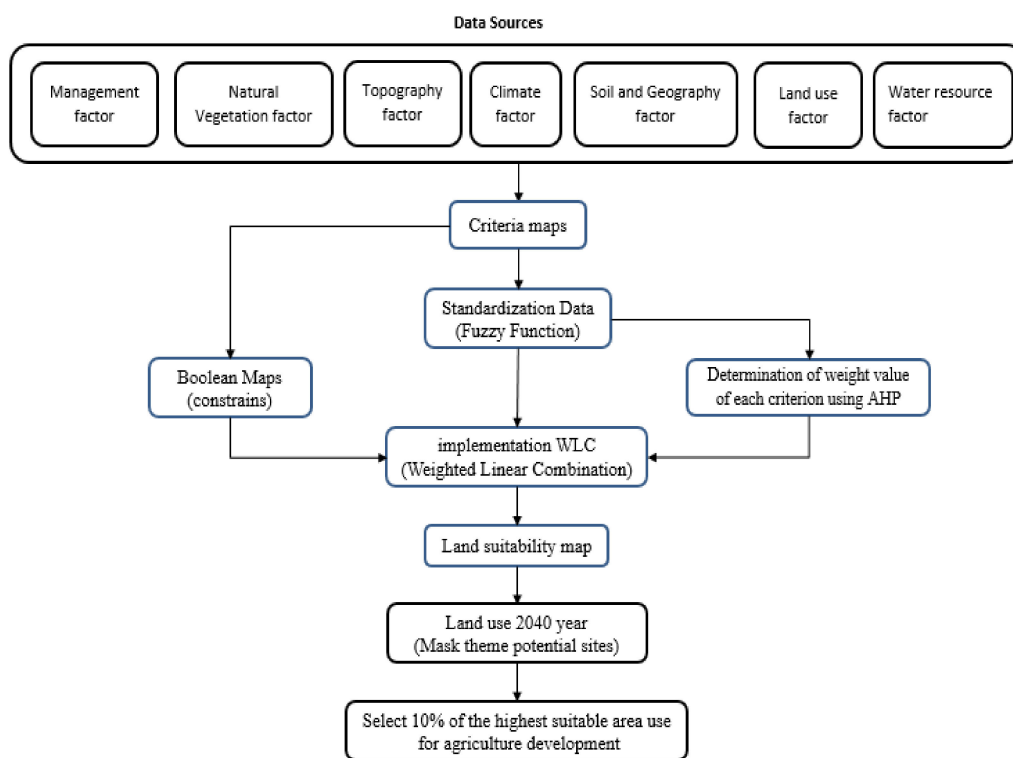 Data Sources
Management
factor
Natural
Vegetation factor
Topography
factor
Climate
factor
Soil and Geography
factor
Land use
factor
Water resource
factor
Criteria maps
Standardization Data
(Fuzzy Function)
Boolean Maps
(constrains)
Determination of weight value
of each criterion using AHP
implementation WLC
(Weighted Linear Combination)
Land suitability map
Land use 2040 year
(Mask theme potential sites)
Select 10% of the highest suitable area use
for agriculture development